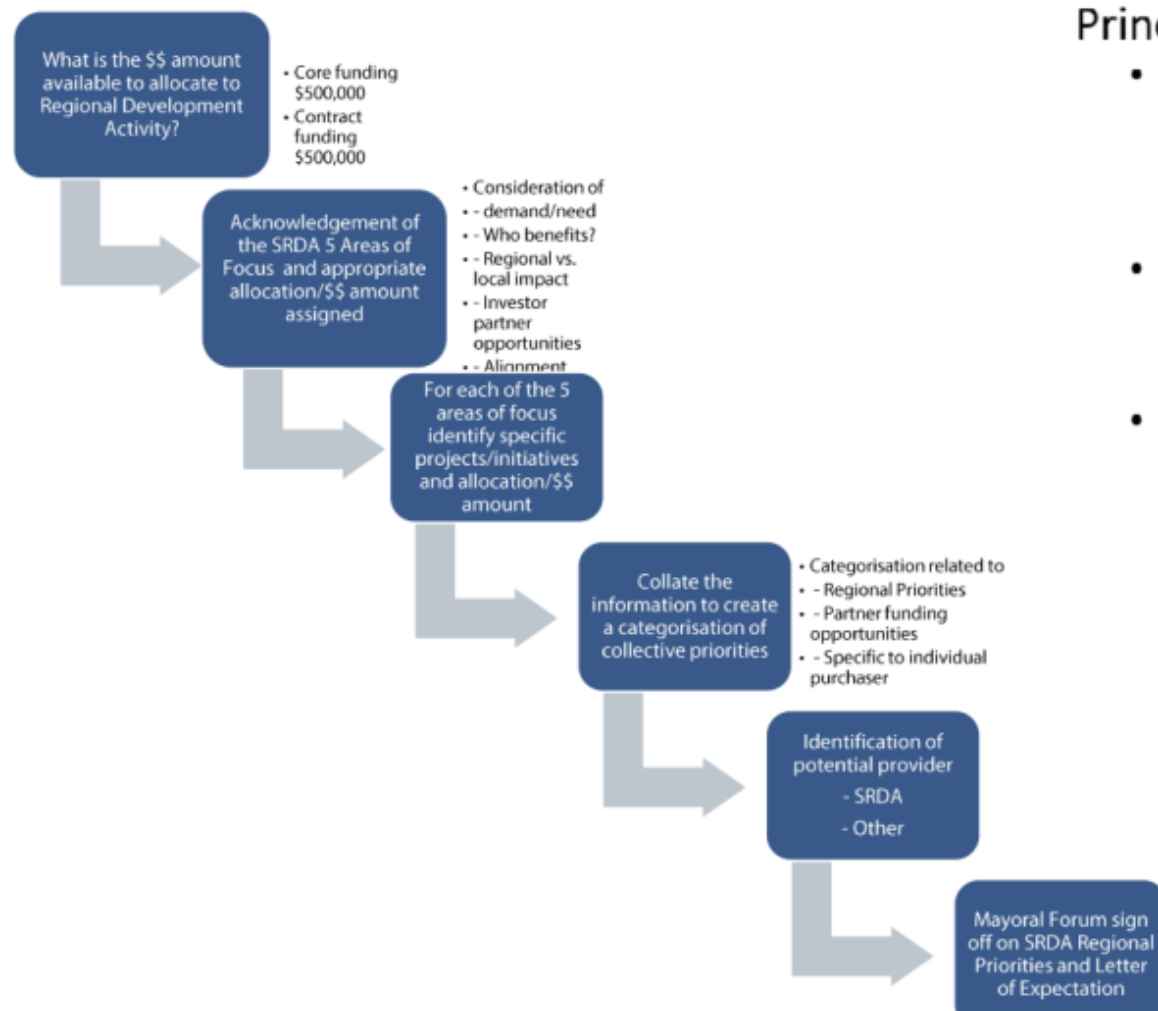 What is the $$ amount
available to allocate to
Regional Development
Activity?
• Core funding
$500,000
• Contract
funding
$500,000
Acknowledgement of
the SRDA 5 Areas of
Focus and appropriate
allocation/$$ amount
assigned
• Consideration of
• - demand/need
• - Who benefits?
• - Regional vs.
local impact
• - Investor
partner
opportunities
• - Alignment
For each of the 5
areas of focus
identify specific
projects/initiatives
and allocation/$$
amount
Collate the
information to create
a categorisation of
collective priorities
• Categorisation related to
• - Regional Priorities
• - Partner funding
opportunities
• - Specific to individual
purchaser
Identification of
potential provider
- SRDA
- Other
Mayoral Forum sign
off on SRDA Regional
Priorities and Letter
of Expectation